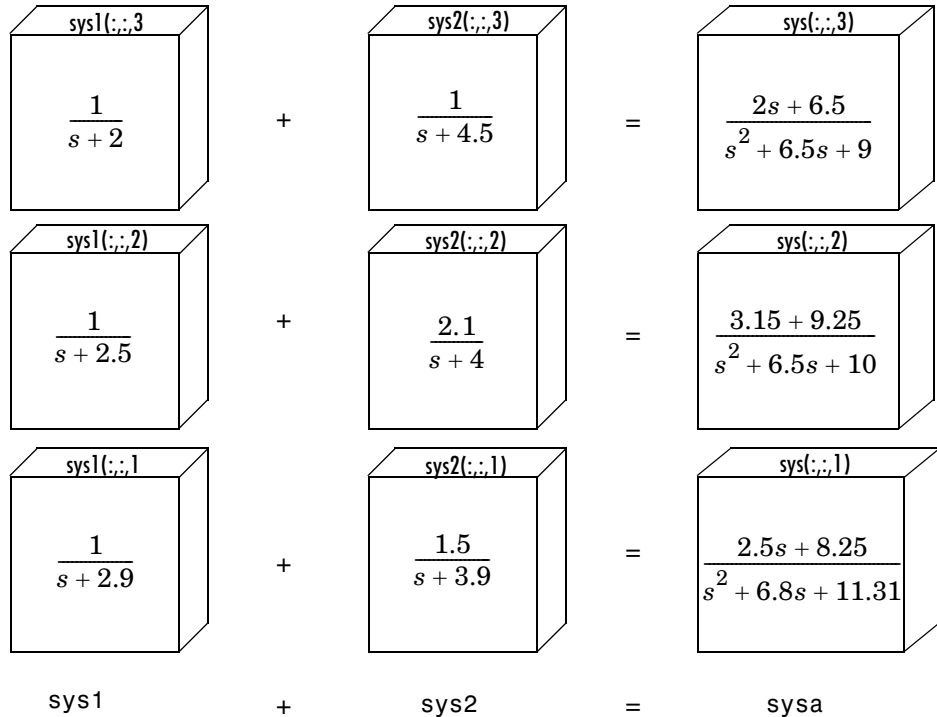 sys1(:,:,3 sys2(:,:,3) sys(:,:,3)
1/(s + 2) + 1/(s + 4.5) = (2s + 6.5)/(s^2 + 6.5s + 9)
sys1(:,:,2) sys2(:,:,2) sys(:,:,2)
1/(s + 2.5) + 2.1/(s + 4) = (3.15 + 9.25)/(s^2 + 6.5s + 10)
sys1(:,:,1 sys2(:,:,1) sys(:,:,1)
1/(s + 2.9) + 1.5/(s + 3.9) = (2.5s + 8.25)/(s^2 + 6.8s + 11.31)
sys1 + sys2 = sysa